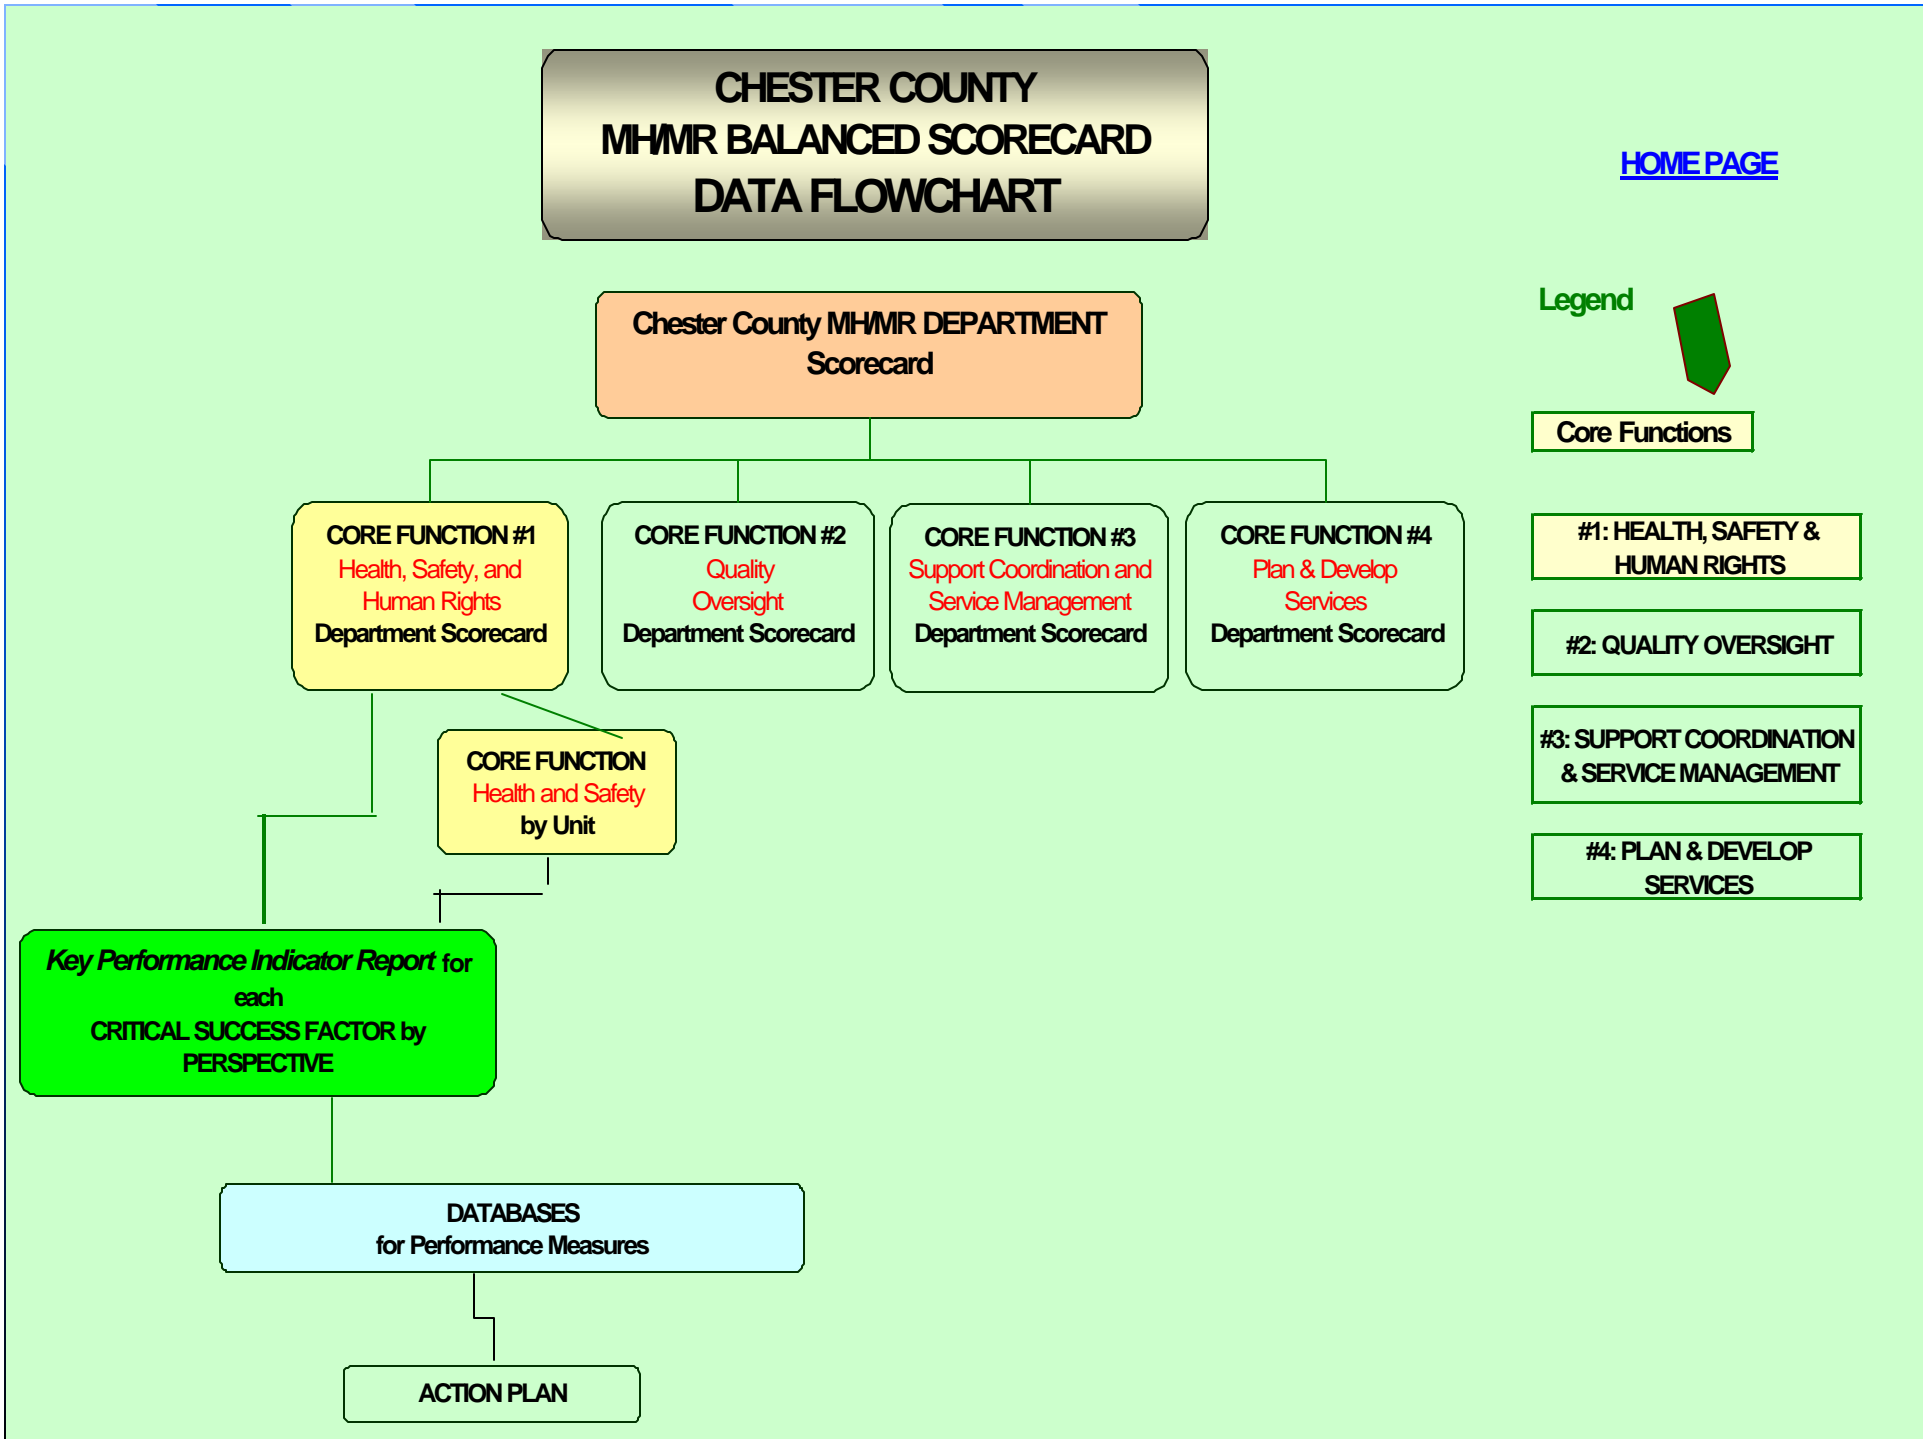 CHESTER COUNTY
MH/MR BALANCED SCORECARD
DATA FLOWCHART
HOME PAGE
Chester County MH/MR DEPARTMENT
Scorecard
Legend
Core Functions
CORE FUNCTION #1
Health, Safety, and
Human Rights
Department Scorecard
CORE FUNCTION #2
Quality
Oversight
Department Scorecard
CORE FUNCTION #3
Support Coordination and
Service Management
Department Scorecard
CORE FUNCTION #4
Plan & Develop
Services
Department Scorecard
#1: HEALTH, SAFETY &
HUMAN RIGHTS
#2: QUALITY OVERSIGHT
#3: SUPPORT COORDINATION
& SERVICE MANAGEMENT
#4: PLAN & DEVELOP
SERVICES
CORE FUNCTION
Health and Safety
by Unit
Key Performance Indicator Report for
each
CRITICAL SUCCESS FACTOR by
PERSPECTIVE
DATABASES
for Performance Measures
ACTION PLAN